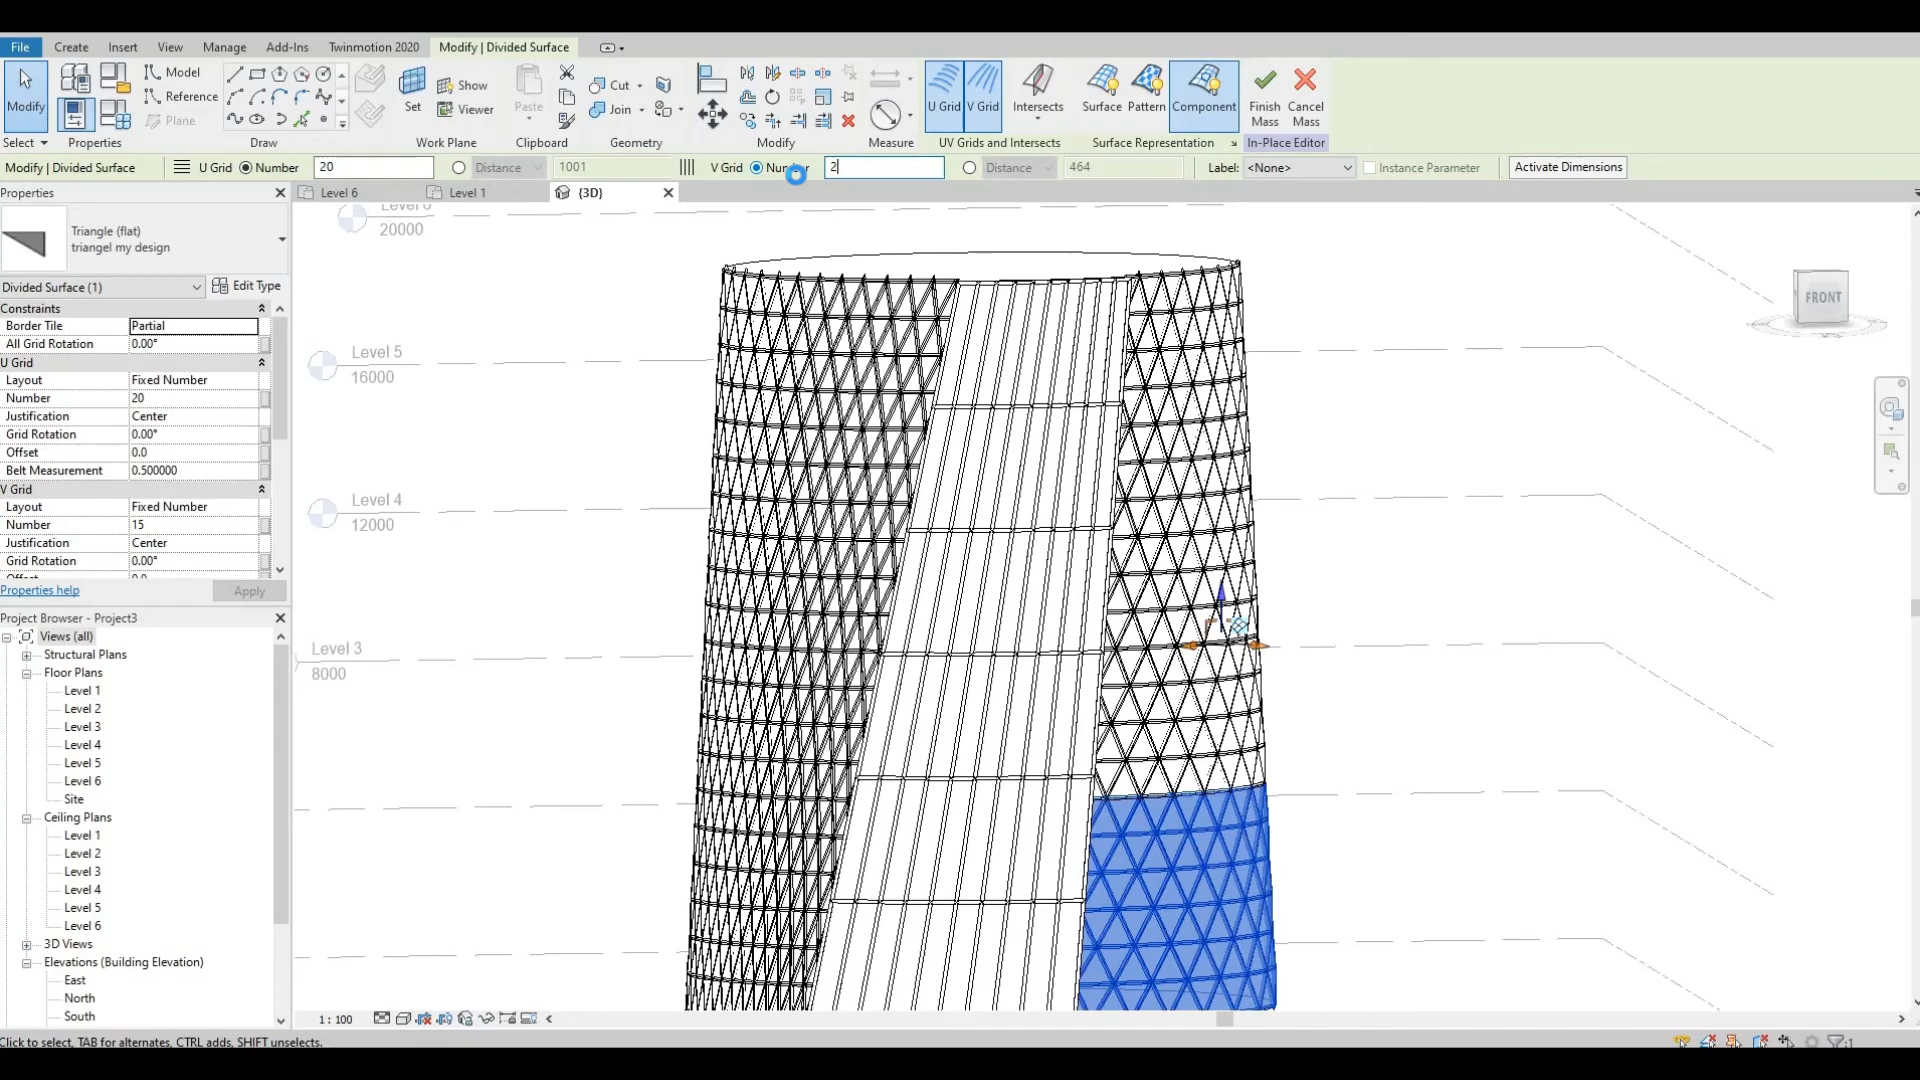 File Create Insert View Manage Add-Ins Twinmotion 2020 Modify | Divided Surface
Modify Model Reference Plane Set Show Viewer Paste Cut Join U Grid V Grid Intersects Surface Pattern Component Finish Mass Cancel Mass
Select Properties Draw Work Plane Clipboard Geometry Modify Measure UV Grids and Intersects Surface Representation In-Place Editor
Modify | Divided Surface U Grid Number 20 Distance 1001 V Grid Number 2 Distance 464 Label: <None> Instance Parameter Activate Dimensions
Properties
Level 6 Level 1 {3D}
Triangle (flat)
triangel my design
Divided Surface (1) Edit Type
Constraints
Border Tile Partial
All Grid Rotation 0.00°
U Grid
Layout Fixed Number
Number 20
Justification Center
Grid Rotation 0.00°
Offset 0.0
Belt Measurement 0.500000
V Grid
Layout Fixed Number
Number 15
Justification Center
Grid Rotation 0.00°
Offset 0.0
Properties help Apply
Project Browser - Project3
Views (all)
Structural Plans
Floor Plans
Level 1
Level 2
Level 3
Level 4
Level 5
Level 6
Site
Ceiling Plans
Level 1
Level 2
Level 3
Level 4
Level 5
Level 6
3D Views
Elevations (Building Elevation)
East
North
South
Level 6
20000
Level 5
16000
Level 4
12000
Level 3
8000
FRONT
1 : 100
Click to select, TAB for alternates, CTRL adds, SHIFT unselects.
:1